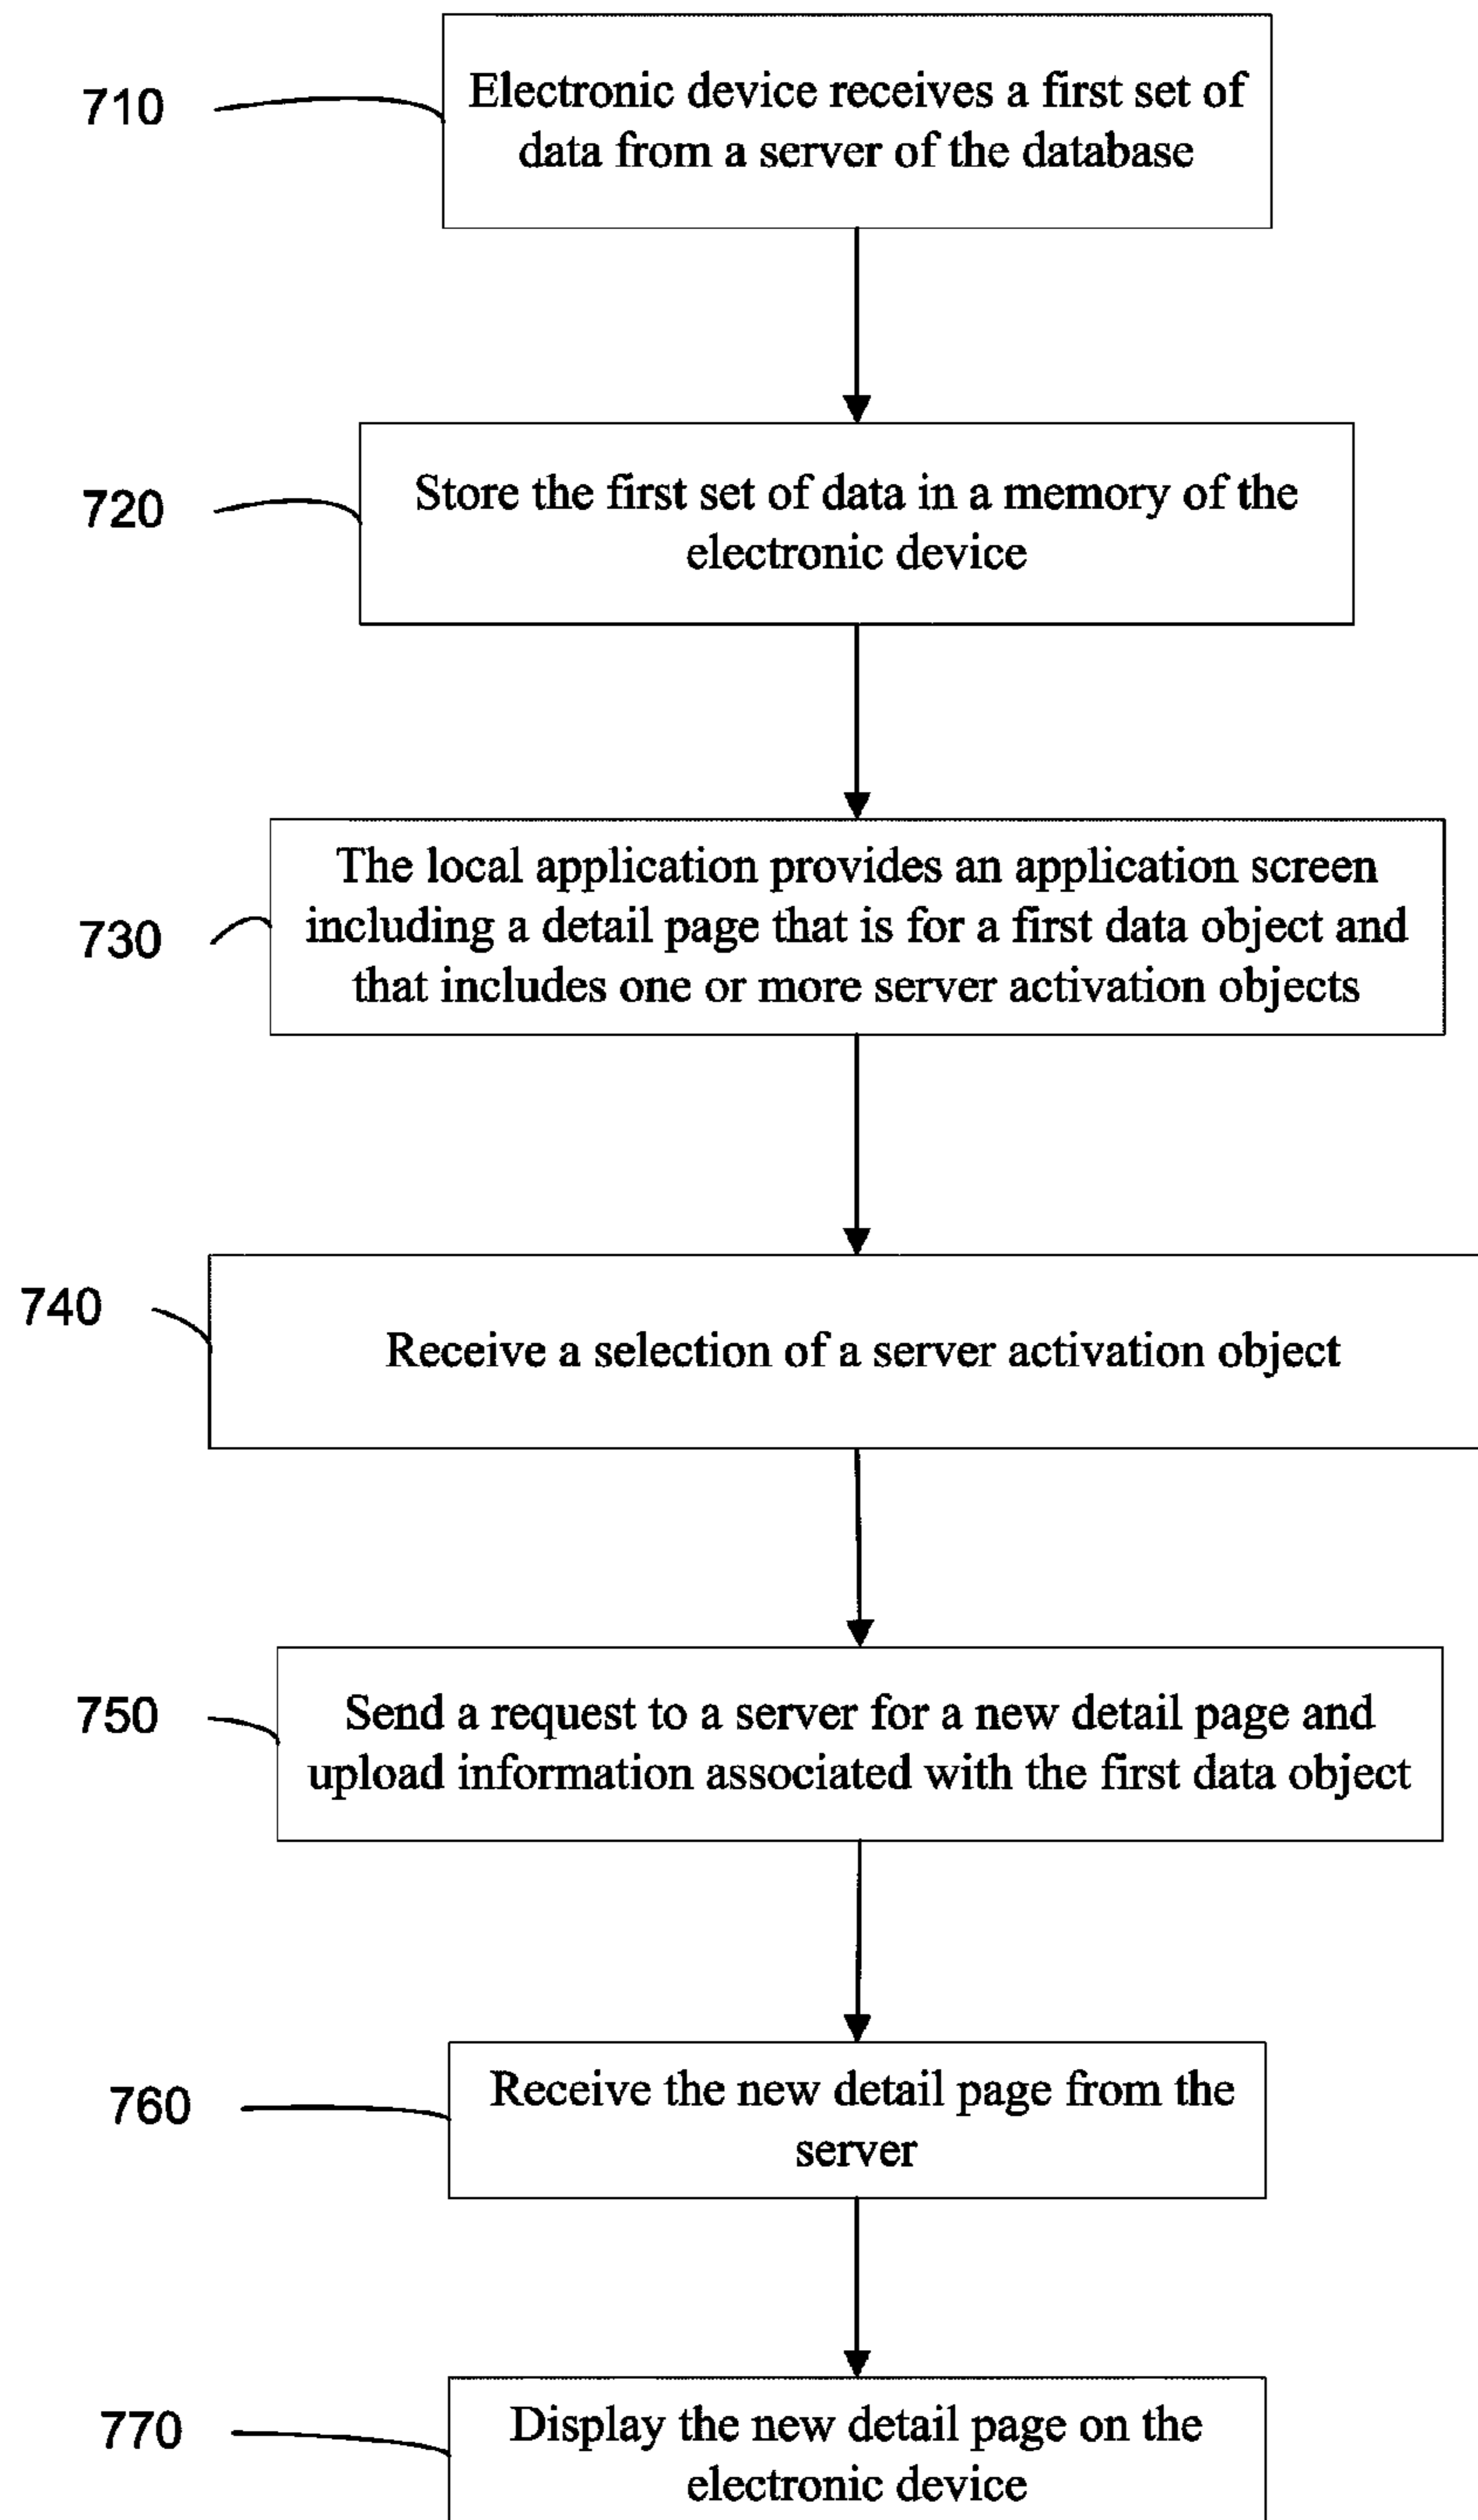 710
Electronic device receives a first set of
data from a server of the database
720
Store the first set of data in a memory of the
electronic device
730
The local application provides an application screen
including a detail page that is for a first data object and
that includes one or more server activation objects
740
Receive a selection of a server activation object
750
Send a request to a server for a new detail page and
upload information associated with the first data object
760
Receive the new detail page from the
server
770
Display the new detail page on the
electronic device